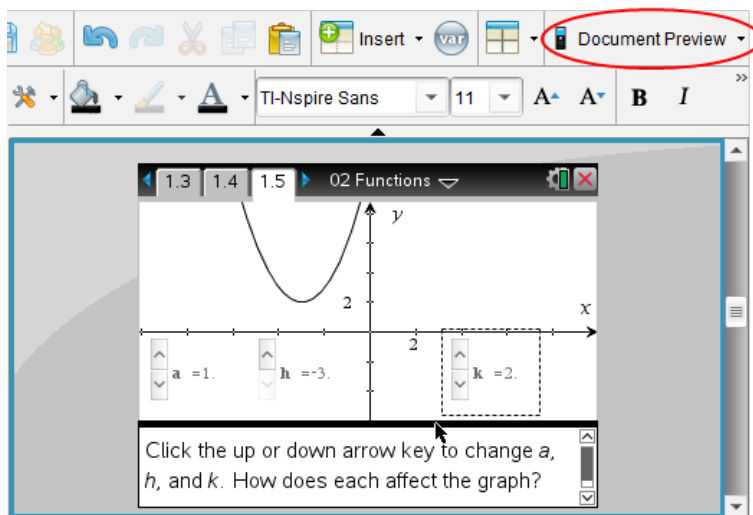 Insert var Document Preview
TI-Nspire Sans 11 A A B I
1.3 1.4 1.5 02 Functions
y
2
x
2
a =1. h =-3. k =2.
Click the up or down arrow key to change a,
h, and k. How does each affect the graph?